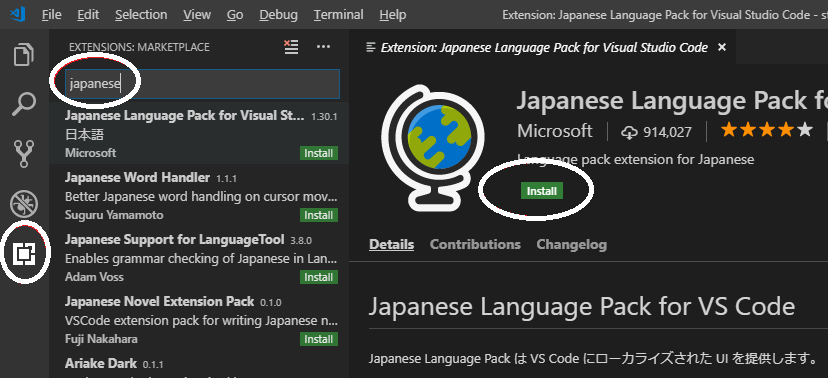 File Edit Selection View Go Debug Terminal Help Extension: Japanese Language Pack for Visual Studio Code - st
EXTENSIONS: MARKETPLACE
japanese
Japanese Language Pack for Visual St... 1.30.1
日本語
Microsoft Install
Japanese Word Handler 1.1.1
Better Japanese word handling on cursor mov...
Suguru Yamamoto Install
Japanese Support for LanguageTool 3.8.0
Enables grammar checking of Japanese in Lan...
Adam Voss Install
Japanese Novel Extension Pack 0.1.0
VSCode extension pack for writing Japanese n...
Fuji Nakahara Install
Ariake Dark 0.1.1
Extension: Japanese Language Pack for Visual Studio Code
Japanese Language Pack fo
Microsoft 914,027
Language pack extension for Japanese
Install
Details Contributions Changelog
Japanese Language Pack for VS Code
Japanese Language Pack は VS Code にローカライズされた UI を提供します。